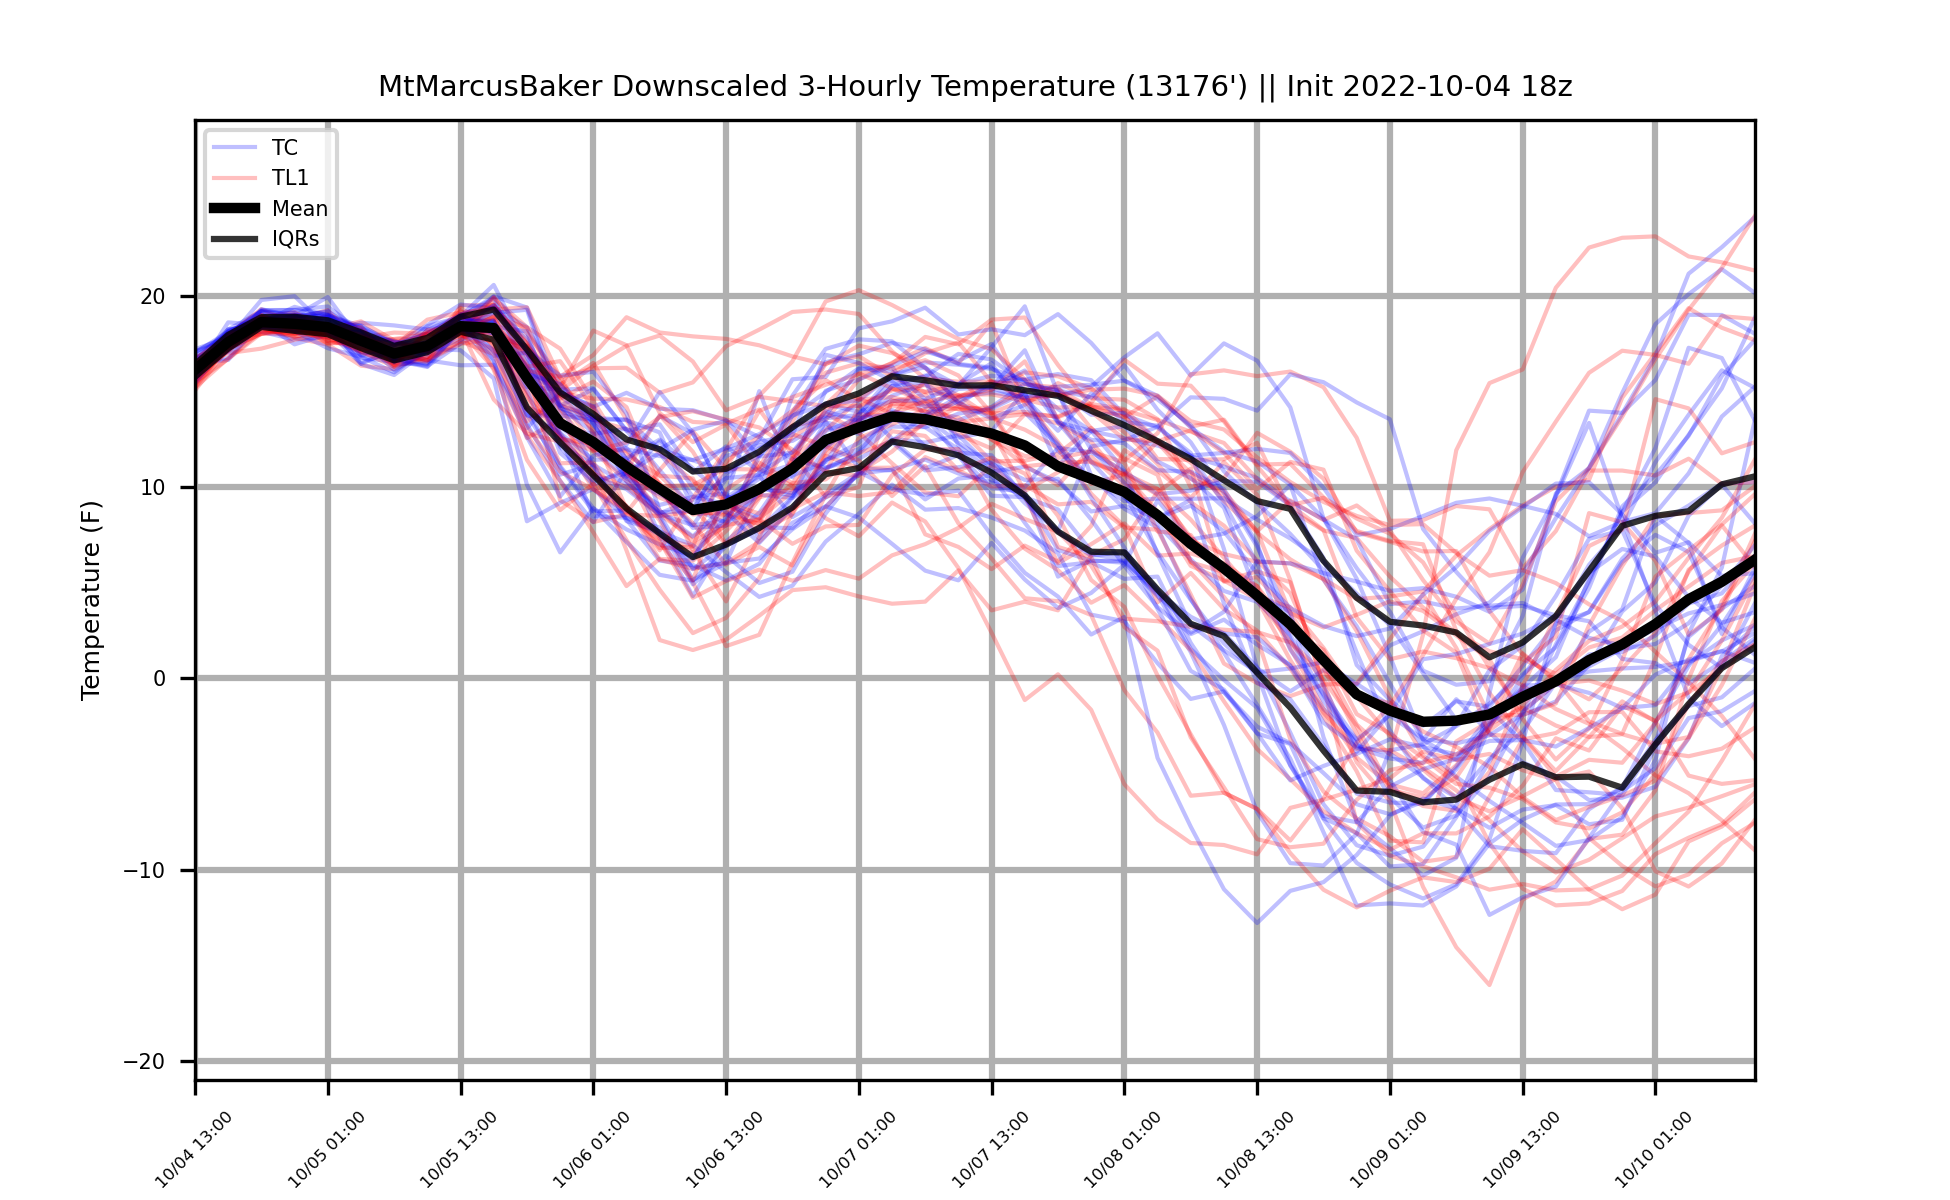 MtMarcusBaker Downscaled 3-Hourly Temperature (13176') || Init 2022-10-04 18z
TC
TL1
Mean
IQRs
Temperature (F)
20
10
0
−10
−20
10/04 13:00
10/05 01:00
10/05 13:00
10/06 01:00
10/06 13:00
10/07 01:00
10/07 13:00
10/08 01:00
10/08 13:00
10/09 01:00
10/09 13:00
10/10 01:00